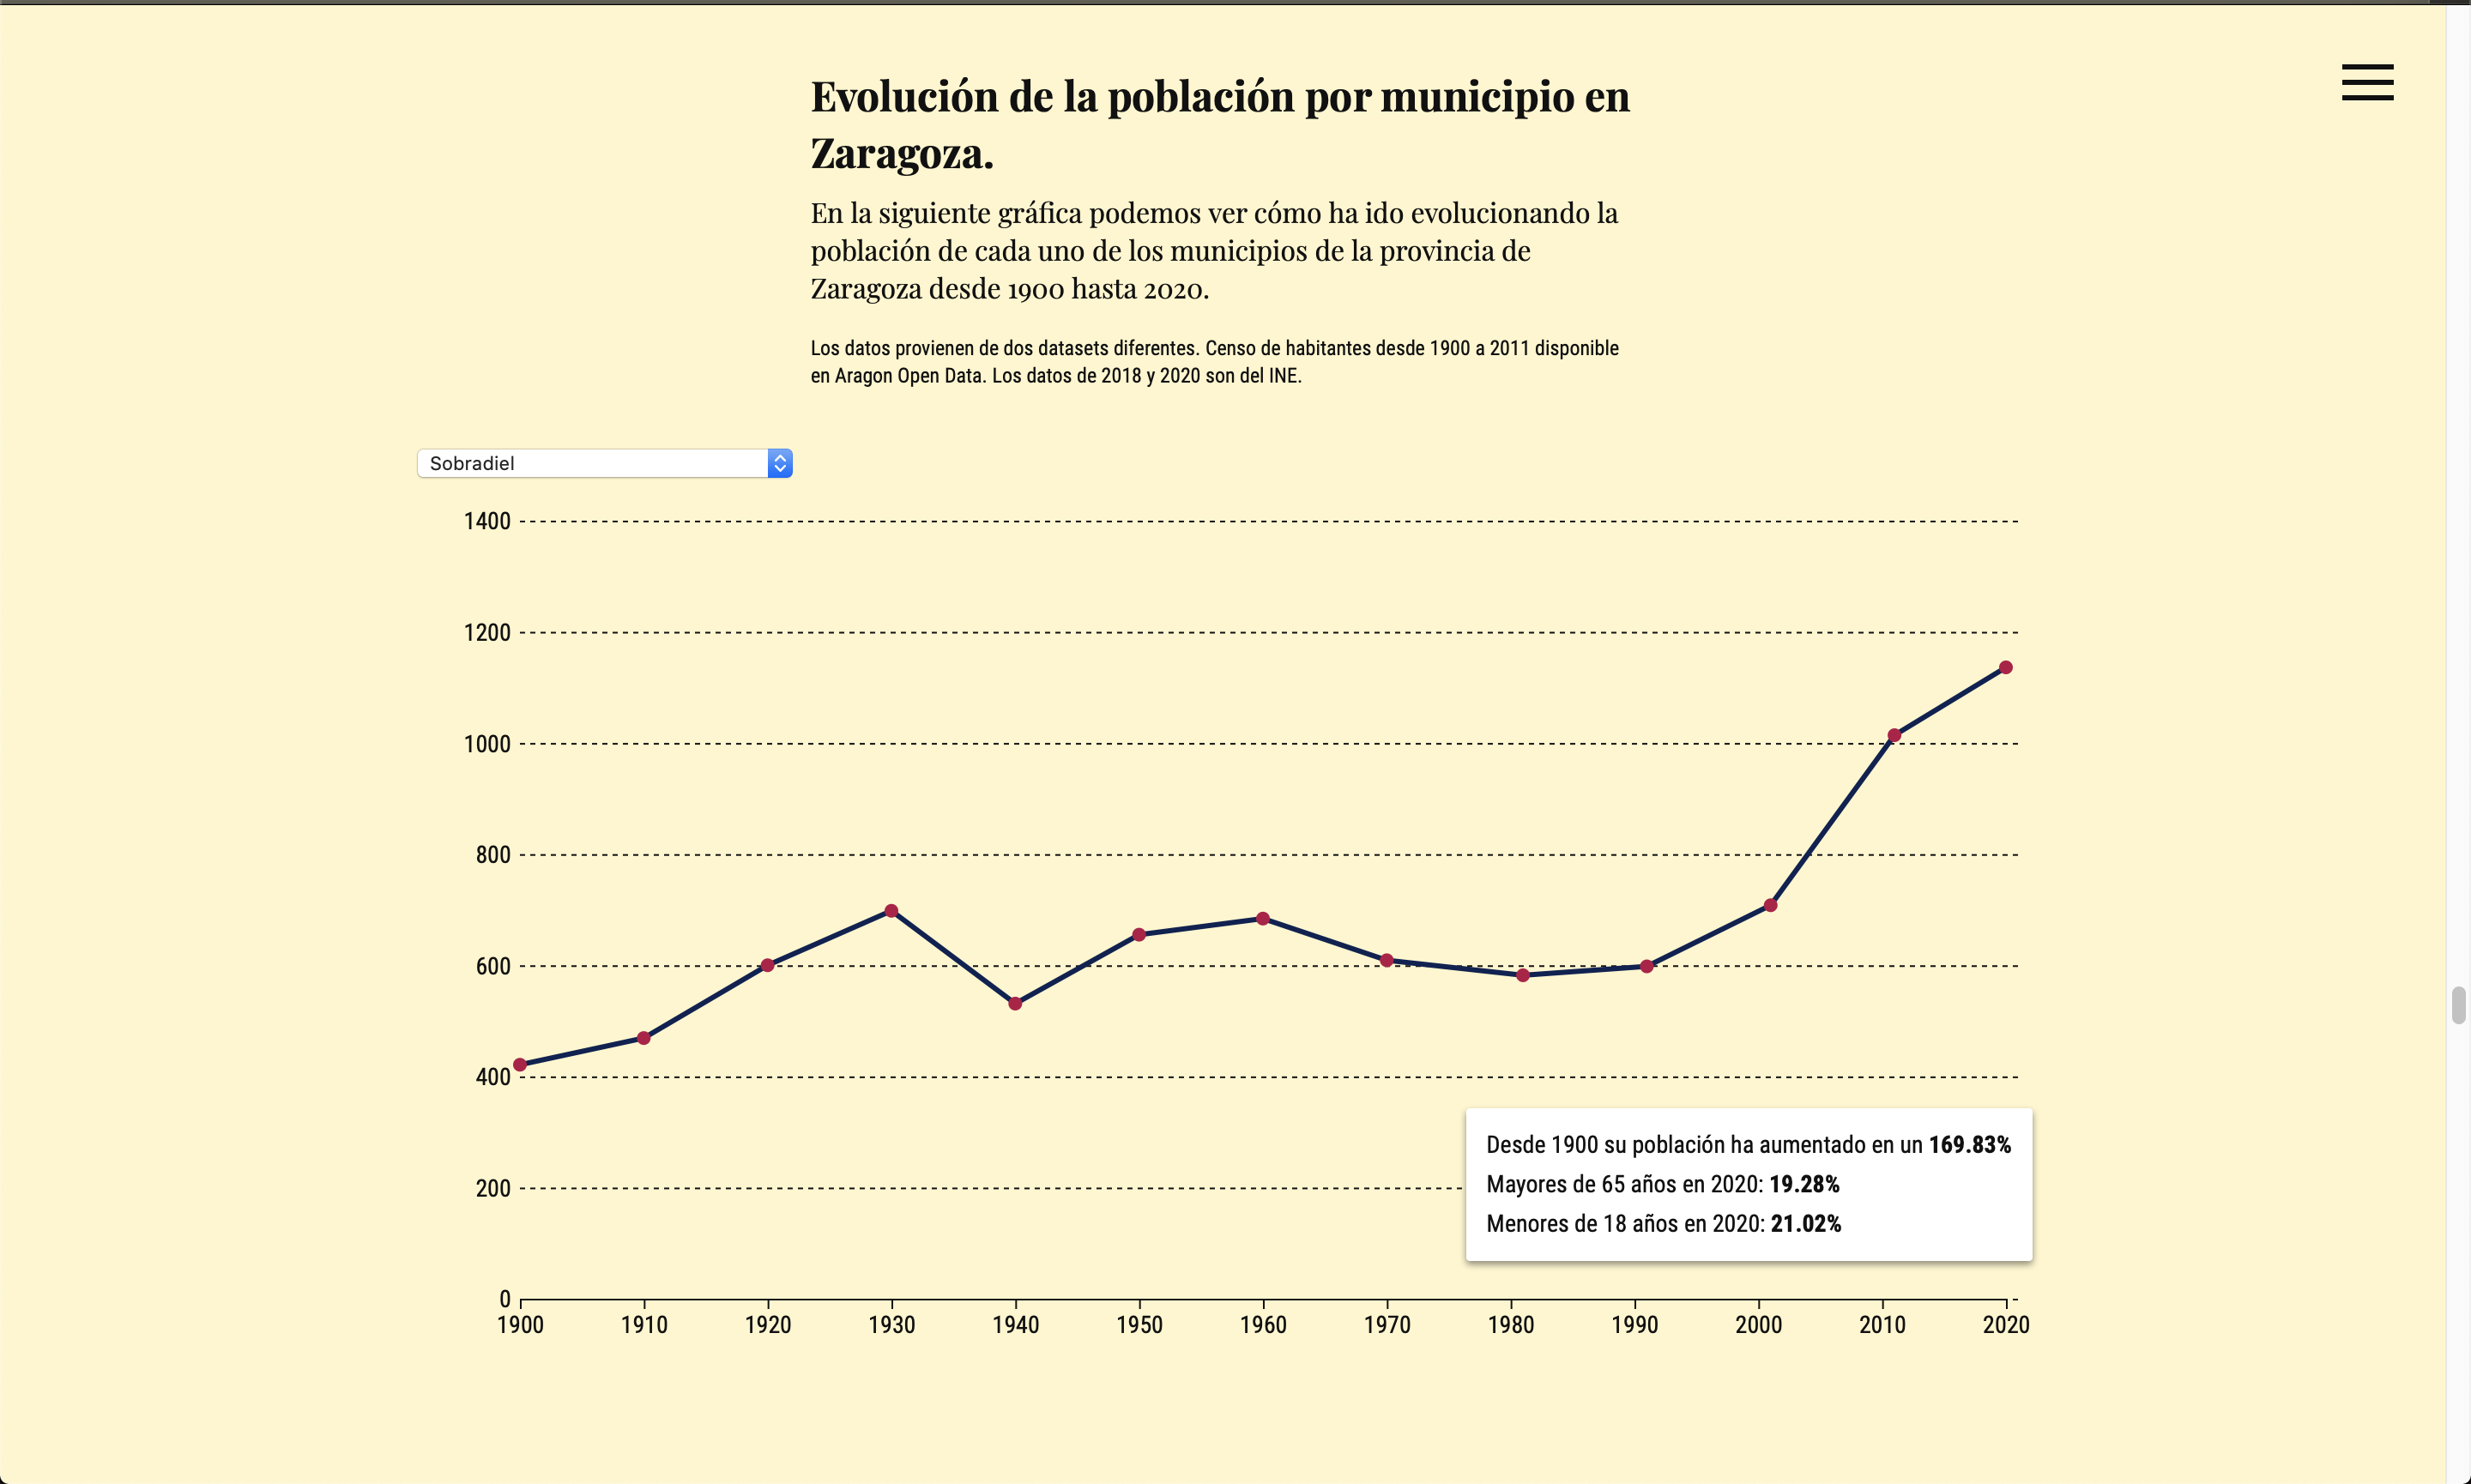 Evolución de la población por municipio en
Zaragoza.
En la siguiente gráfica podemos ver cómo ha ido evolucionando la
población de cada uno de los municipios de la provincia de
Zaragoza desde 1900 hasta 2020.
Los datos provienen de dos datasets diferentes. Censo de habitantes desde 1900 a 2011 disponible
en Aragon Open Data. Los datos de 2018 y 2020 son del INE.
Sobradiel
1400
1200
1000
800
600
400
200
0
Desde 1900 su población ha aumentado en un 169.83%
Mayores de 65 años en 2020: 19.28%
Menores de 18 años en 2020: 21.02%
1900 1910 1920 1930 1940 1950 1960 1970 1980 1990 2000 2010 2020